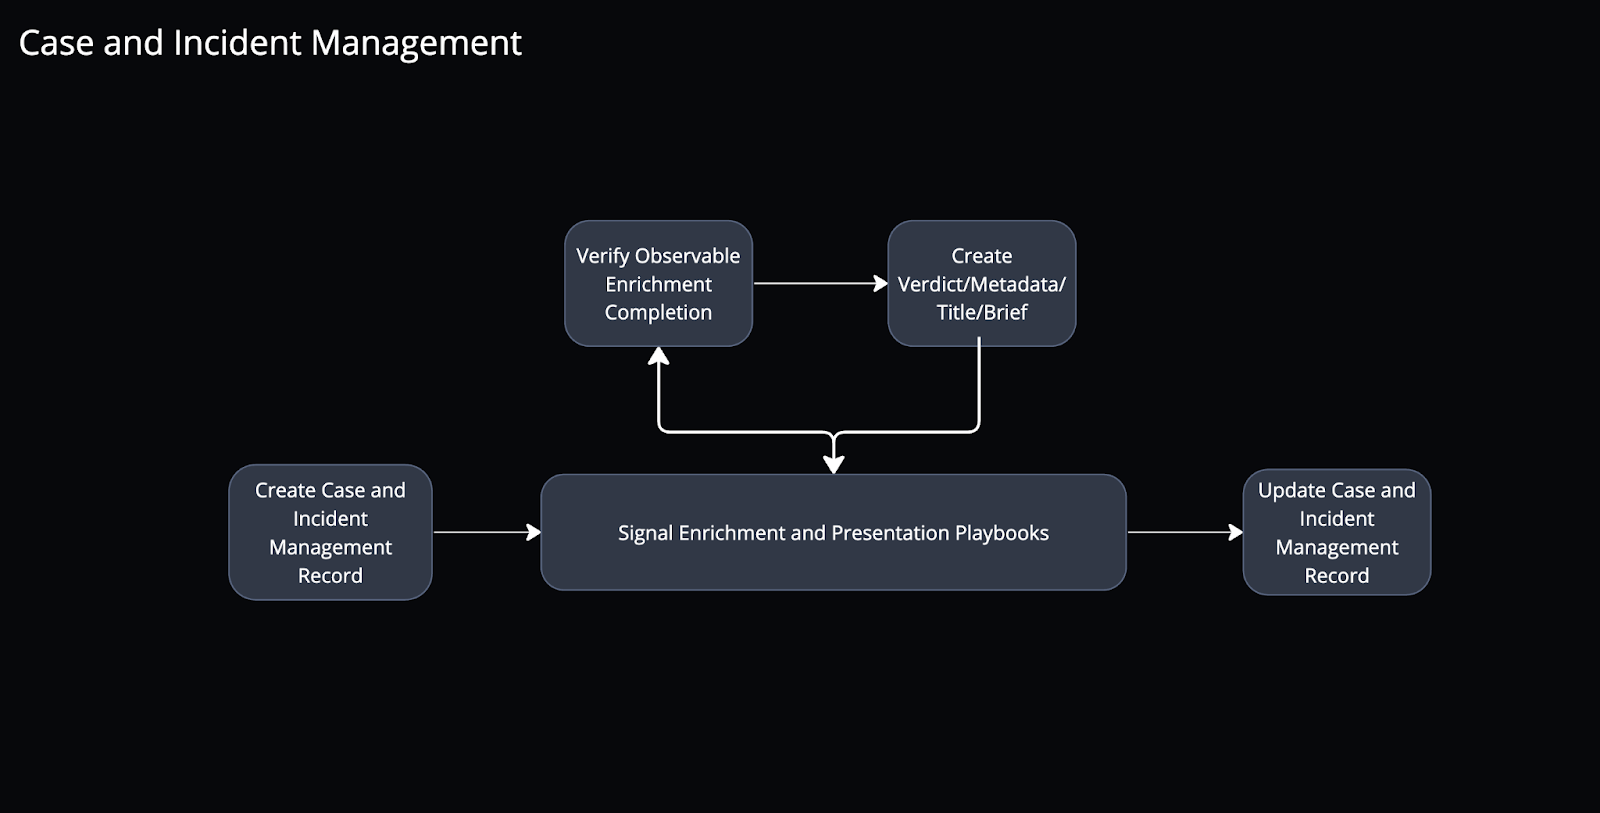 Case and Incident Management
Verify Observable
Enrichment
Completion
Create
Verdict/Metadata/
Title/Brief
Create Case and
Incident
Management
Record
Signal Enrichment and Presentation Playbooks
Update Case and
Incident
Management
Record